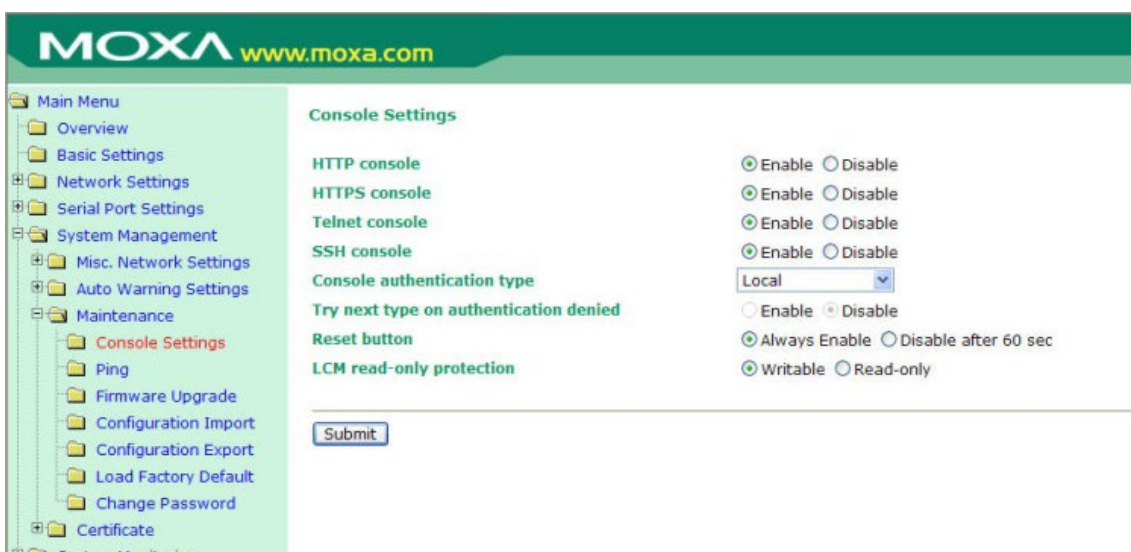 MOXA www.moxa.com
Main Menu
Overview
Basic Settings
Network Settings
Serial Port Settings
System Management
Misc. Network Settings
Auto Warning Settings
Maintenance
Console Settings
Ping
Firmware Upgrade
Configuration Import
Configuration Export
Load Factory Default
Change Password
Certificate
Console Settings
HTTP console Enable Disable
HTTPS console Enable Disable
Telnet console Enable Disable
SSH console Enable Disable
Console authentication type Local
Try next type on authentication denied Enable Disable
Reset button Always Enable Disable after 60 sec
LCM read-only protection Writable Read-only
Submit